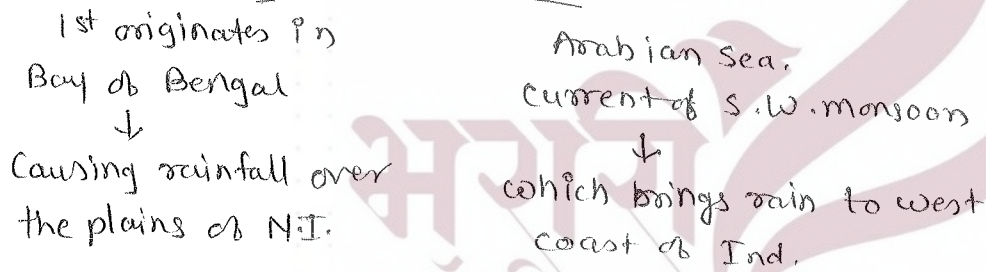 1st originates in
Bay of Bengal
↓
Causing rainfall over
the plains of N.I.
Arabian Sea.
Current of S.W. monsoon
↓
which brings rain to west
coast of Ind.